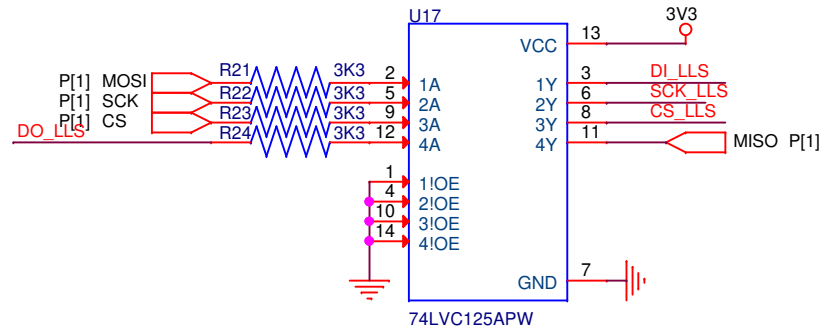 U17
3V3
VCC 13
P[1] MOSI R21 3K3 2 1A 1Y 3 DI_LLS
P[1] SCK R22 3K3 5 2A 2Y 6 SCK_LLS
P[1] CS R23 3K3 9 3A 3Y 8 CS_LLS
DO_LLS R24 3K3 12 4A 4Y 11 MISO P[1]
1 1!OE
4 2!OE
10 3!OE
14 4!OE
GND 7
74LVC125APW